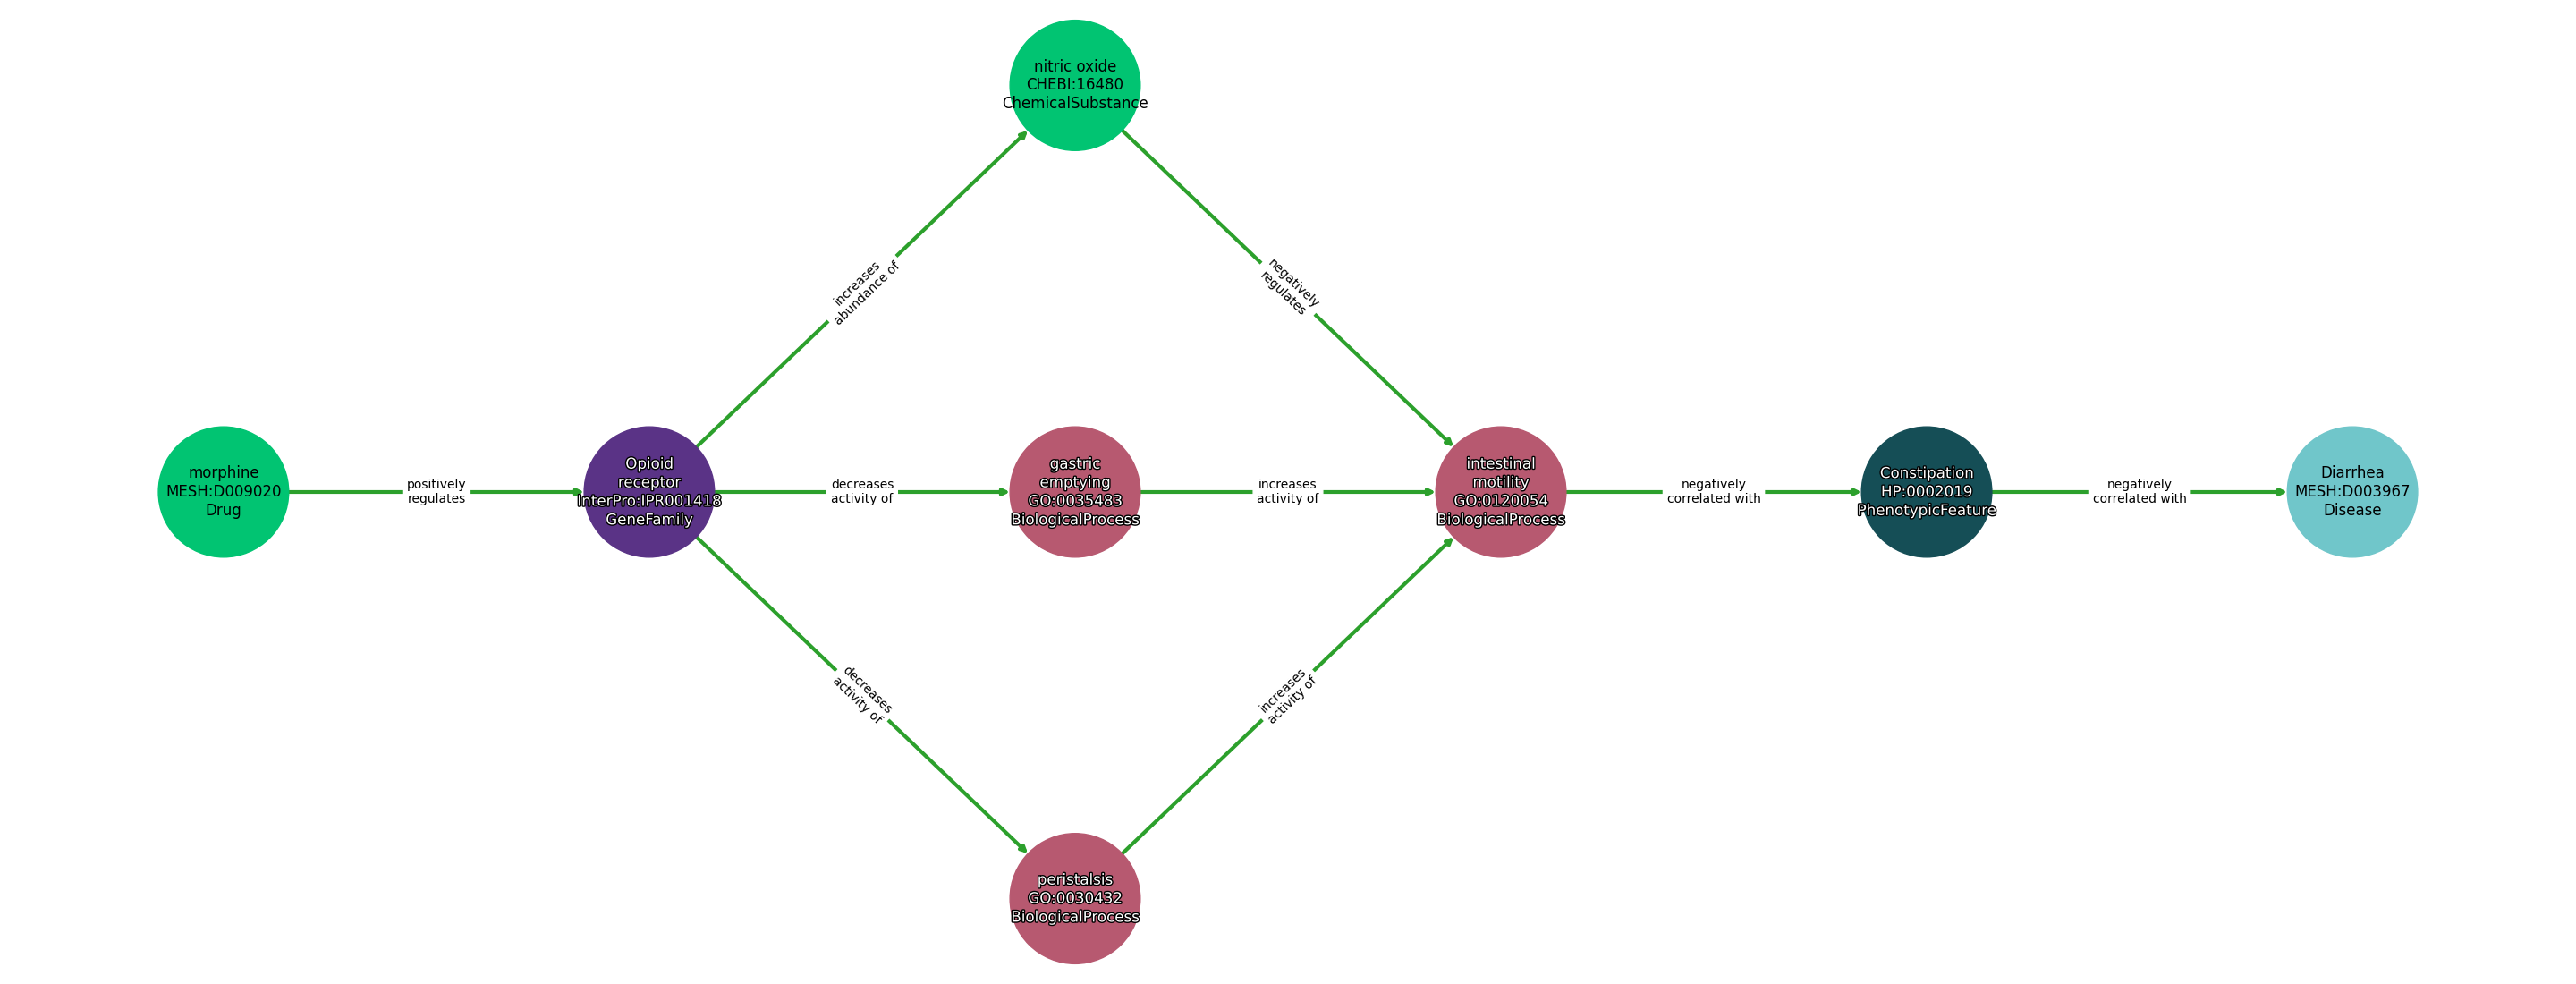 nitric oxide
CHEBI:16480
ChemicalSubstance
increases
abundance of
negatively
regulates
morphine
MESH:D009020
Drug
positively
regulates
Opioid
receptor
InterPro:IPR001418
GeneFamily
decreases
activity of
gastric
emptying
GO:0035483
BiologicalProcess
increases
activity of
intestinal
motility
GO:0120054
BiologicalProcess
negatively
correlated with
Constipation
HP:0002019
PhenotypicFeature
negatively
correlated with
Diarrhea
MESH:D003967
Disease
decreases
activity of
increases
activity of
peristalsis
GO:0030432
BiologicalProcess